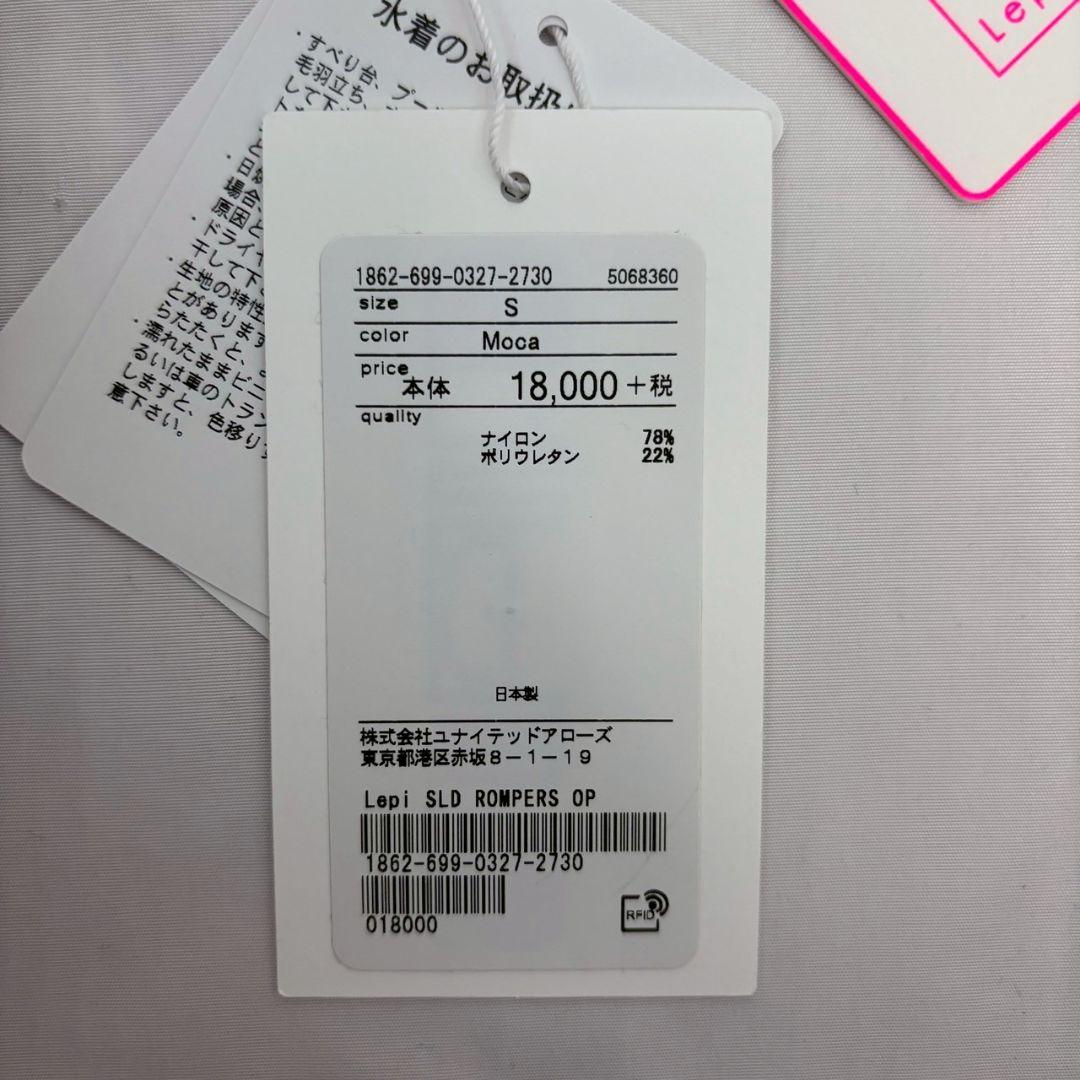 水着のお取扱
・すべり台、プー
毛羽立ち、
して下
・日
場合
原因と
・ドライヤ
干して下さ
・生地の特性
とがあります
らたたくと、
・濡れたままビニ
るいは車のトラン
しますと、色移りす
意下さい。
Lepi
1862-699-0327-2730 5068360
size S
color Moca
price 本体 18,000+税
quality
ナイロン 78%
ポリウレタン 22%
日本製
株式会社ユナイテッドアローズ
東京都港区赤坂8-1-19
Lepi SLD ROMPERS OP
1862-699-0327-2730
018000
RFID